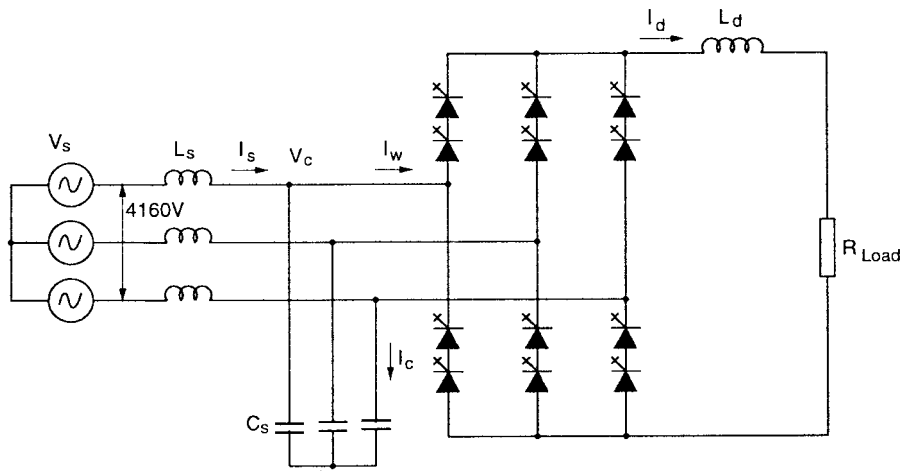 I_d
L_d
V_s
L_s
I_s
V_c
I_w
4160V
R_Load
I_c
C_s